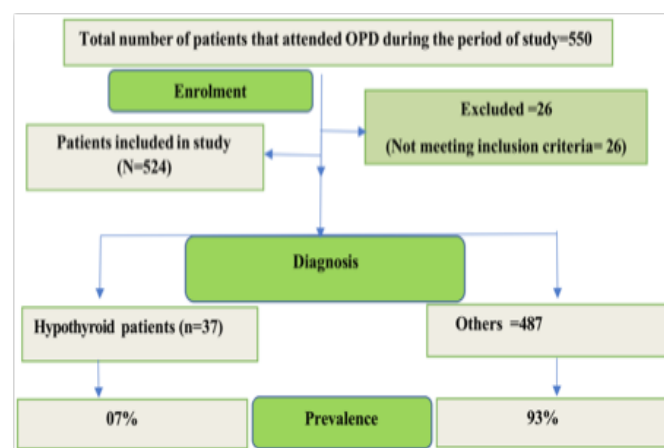 Total number of patients that attended OPD during the period of study=550
Enrolment
Excluded =26
(Not meeting inclusion criteria= 26)
Patients included in study
(N=524)
Diagnosis
Hypothyroid patients (n=37)
Others =487
07%
Prevalence
93%